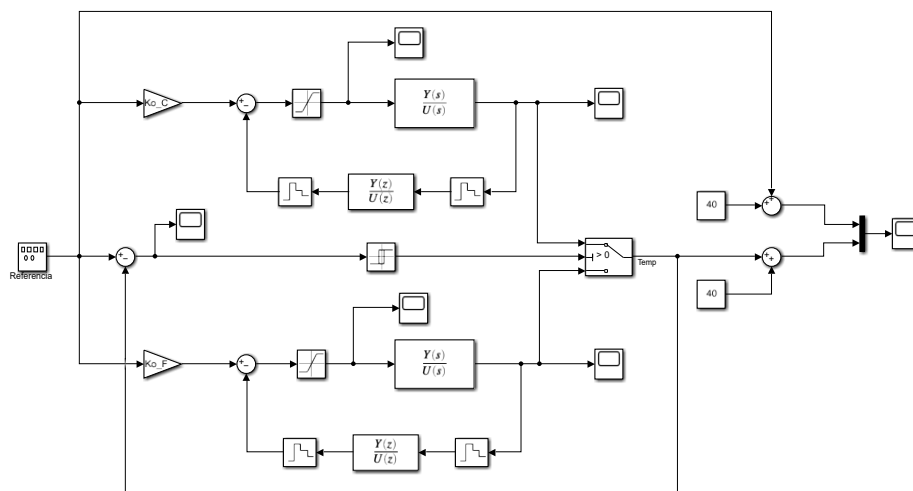 Ko_C
Y(s)
U(s)
Y(z)
U(z)
40
Referencia
> 0
Temp
40
Ko_F
Y(s)
U(s)
Y(z)
U(z)